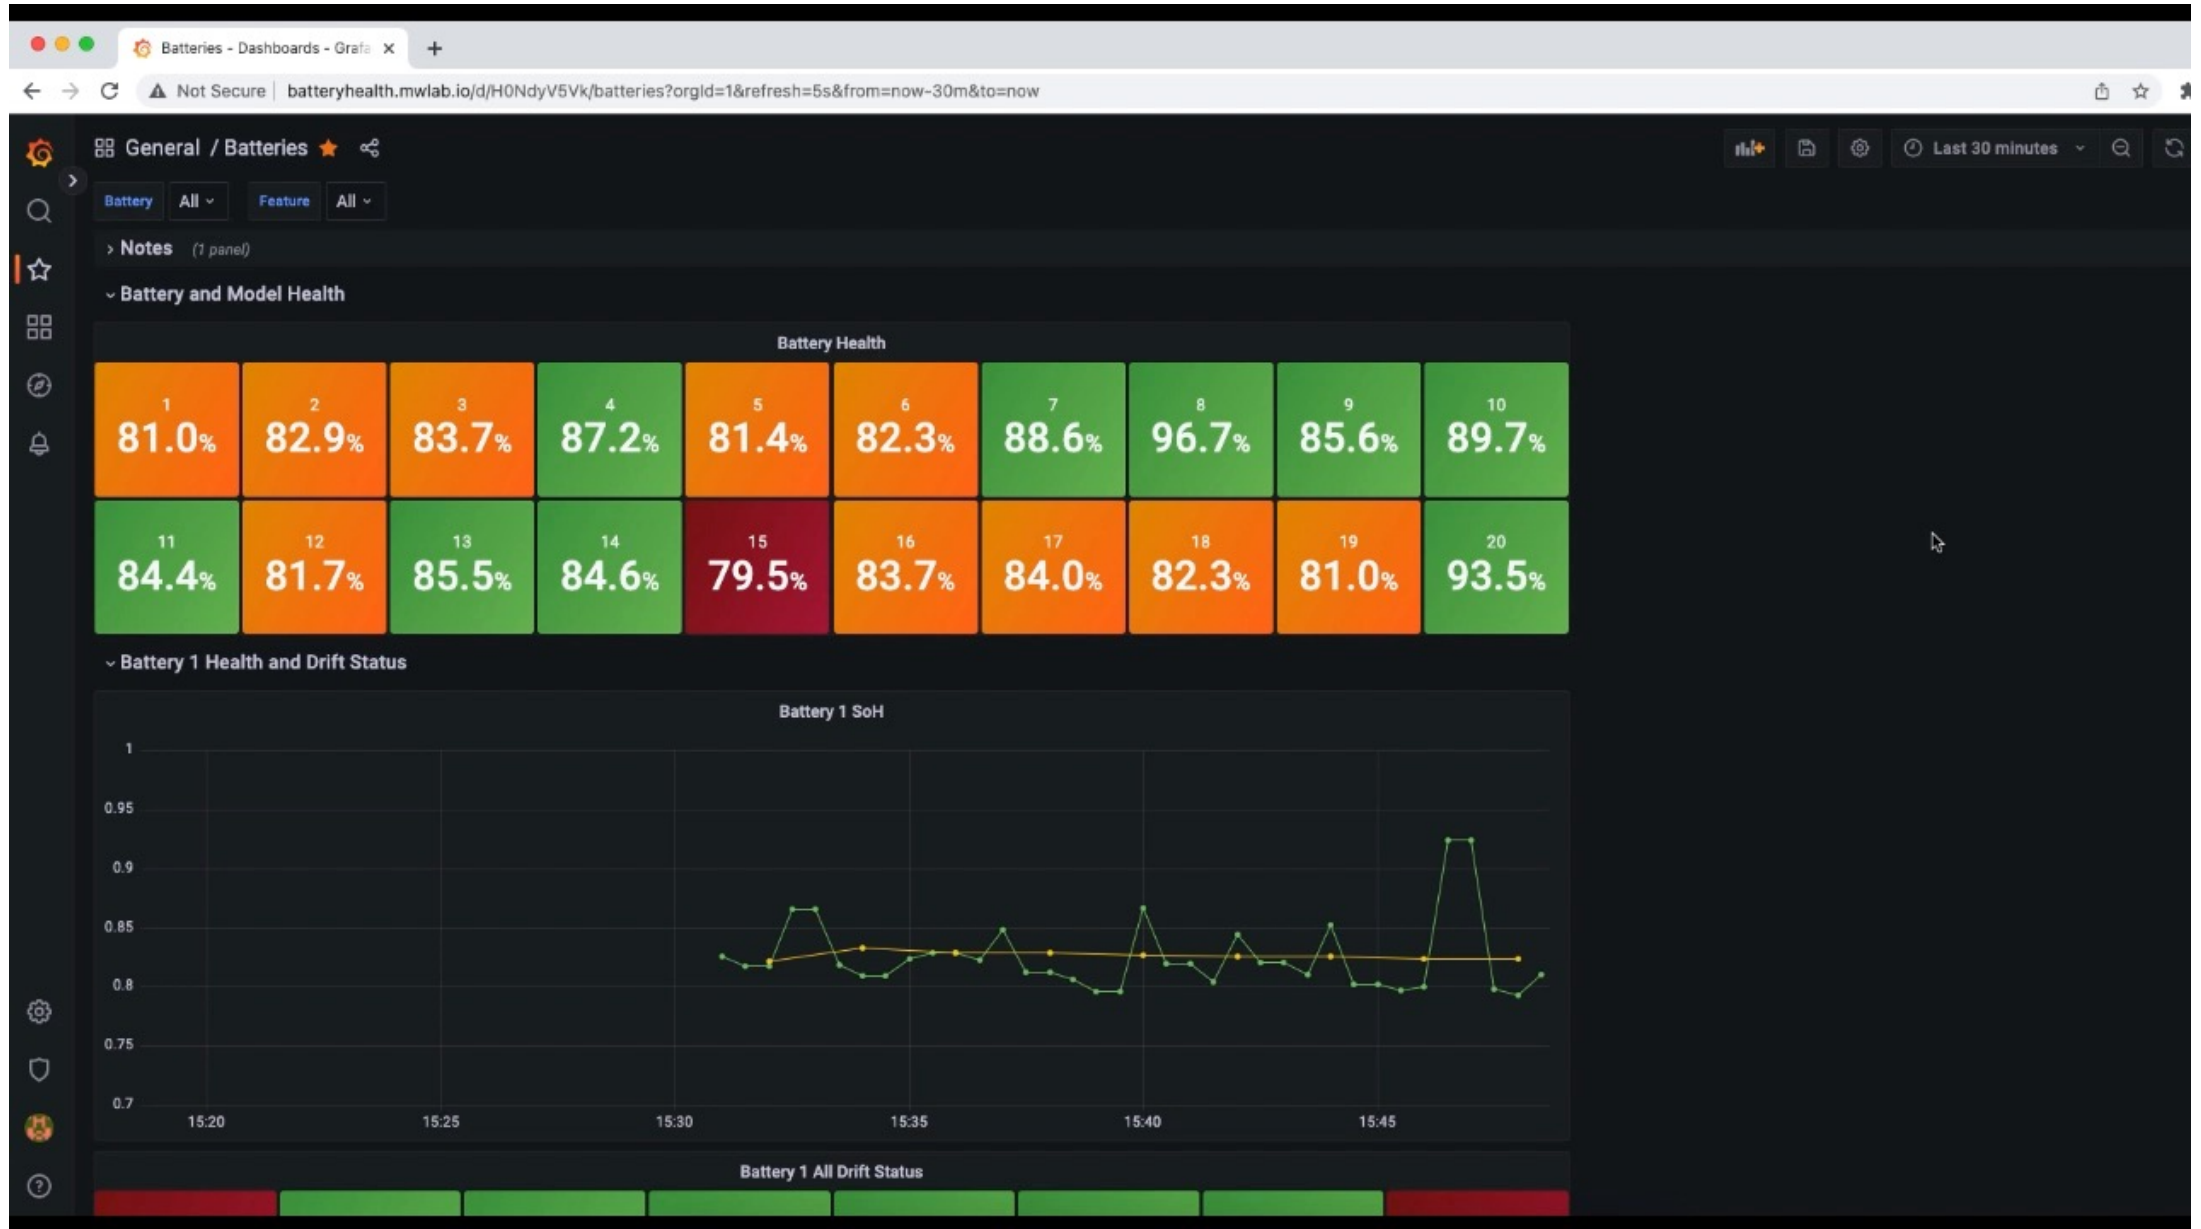 Batteries - Dashboards - Grafa
Not Secure batteryhealth.mwlab.io/d/H0NdyV5Vk/batteries?orgId=1&refresh=5s&from=now-30m&to=now
General / Batteries
Last 30 minutes
Battery All Feature All
Notes (1 panel)
Battery and Model Health
Battery Health
1 2 3 4 5 6 7 8 9 10
81.0% 82.9% 83.7% 87.2% 81.4% 82.3% 88.6% 96.7% 85.6% 89.7%
11 12 13 14 15 16 17 18 19 20
84.4% 81.7% 85.5% 84.6% 79.5% 83.7% 84.0% 82.3% 81.0% 93.5%
Battery 1 Health and Drift Status
Battery 1 SoH
1
0.95
0.9
0.85
0.8
0.75
0.7
15:20 15:25 15:30 15:35 15:40 15:45
Battery 1 All Drift Status